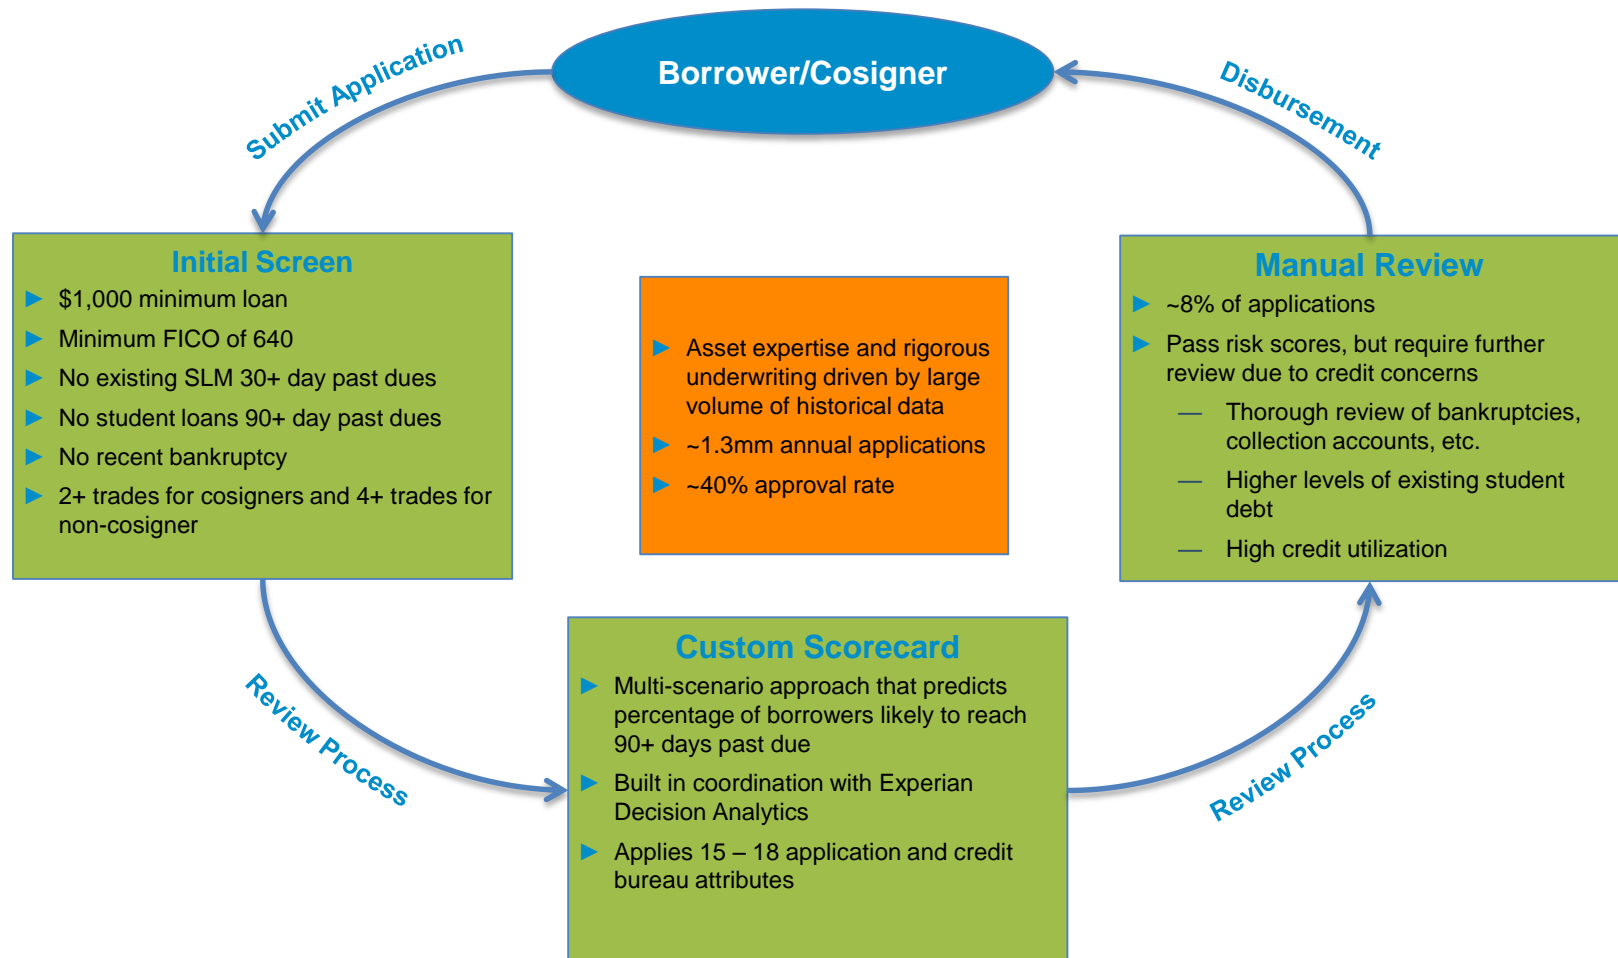 Borrower/Cosigner
Submit Application
Disbursement
Initial Screen
► $1,000 minimum loan
► Minimum FICO of 640
► No existing SLM 30+ day past dues
► No student loans 90+ day past dues
► No recent bankruptcy
► 2+ trades for cosigners and 4+ trades for
non-cosigner
► Asset expertise and rigorous
underwriting driven by large
volume of historical data
► ~1.3mm annual applications
► ~40% approval rate
Manual Review
► ~8% of applications
► Pass risk scores, but require further
review due to credit concerns
— Thorough review of bankruptcies,
collection accounts, etc.
— Higher levels of existing student
debt
— High credit utilization
Review Process
Custom Scorecard
► Multi-scenario approach that predicts
percentage of borrowers likely to reach
90+ days past due
► Built in coordination with Experian
Decision Analytics
► Applies 15 – 18 application and credit
bureau attributes
Review Process